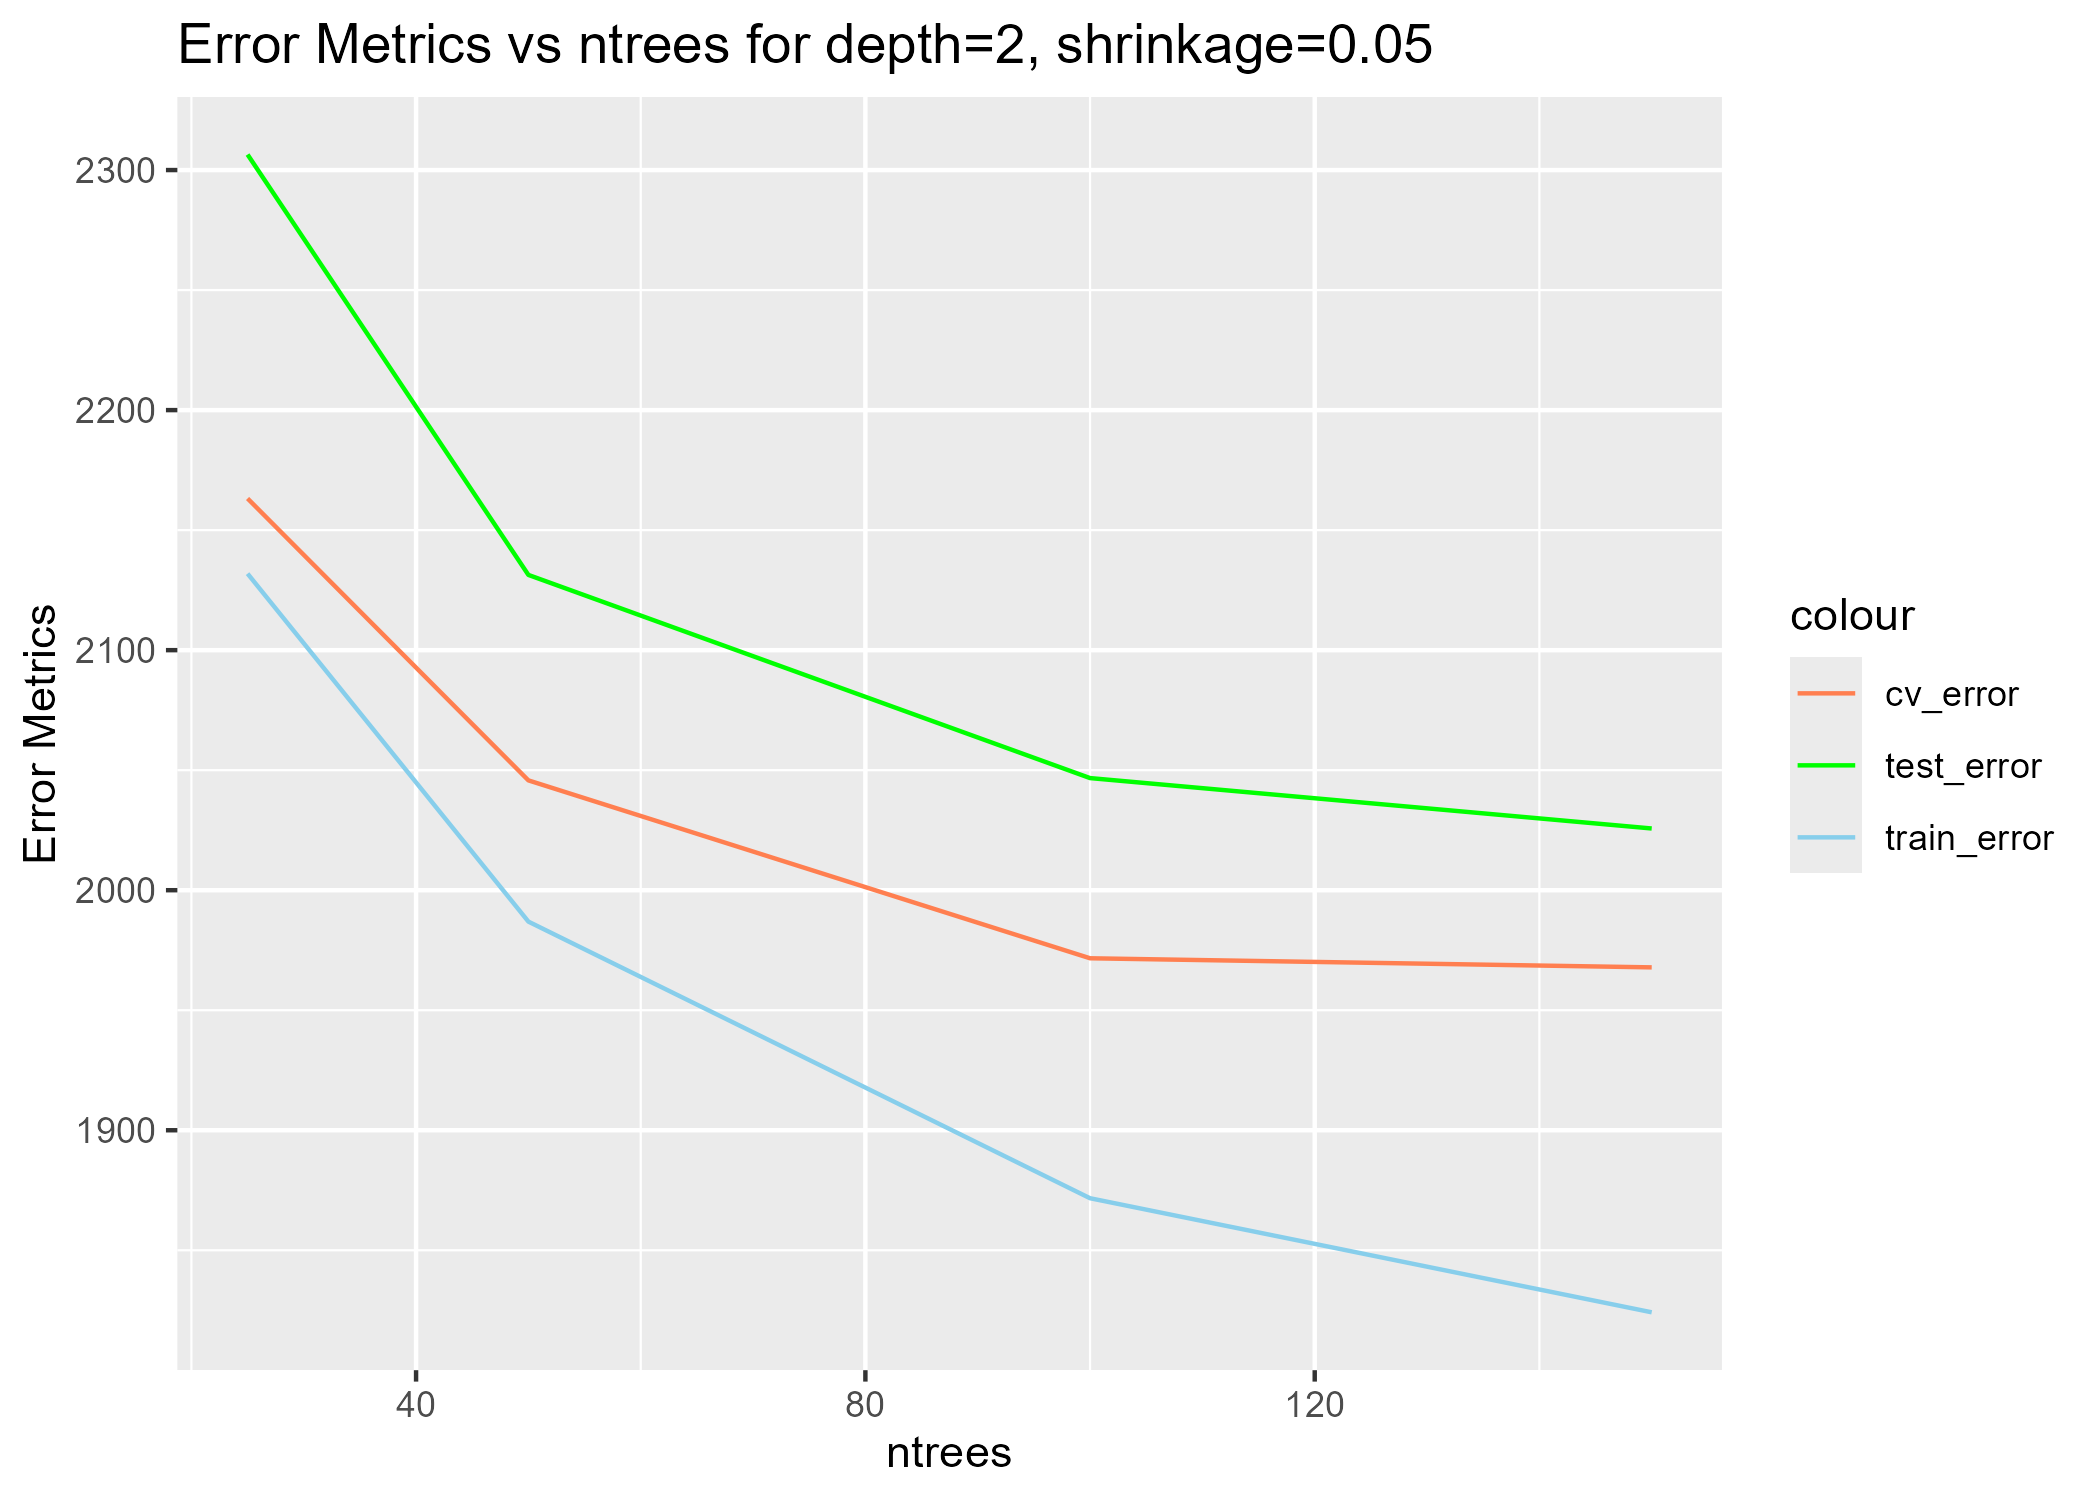 Error Metrics vs ntrees for depth=2, shrinkage=0.05
Error Metrics
2300
2200
2100
2000
1900
40
80
120
ntrees
colour
cv_error
test_error
train_error